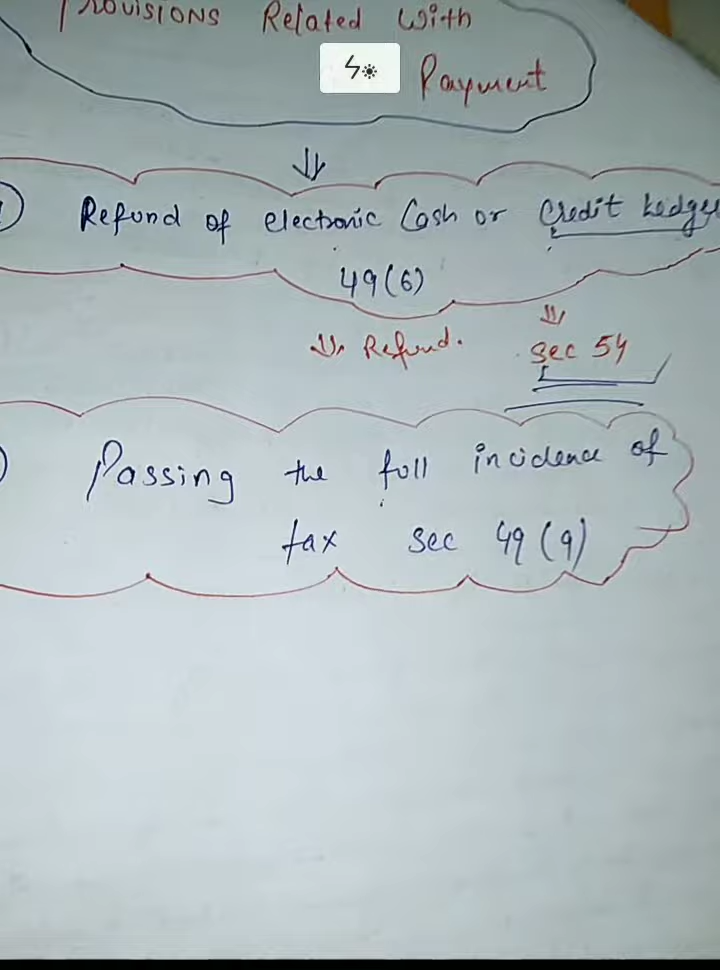 Provisions Related with
Payment
Refund of electronic Cash or Credit Ledger
49(6)
Refund.
sec 54
Passing the full incidence of
tax sec 49(9)